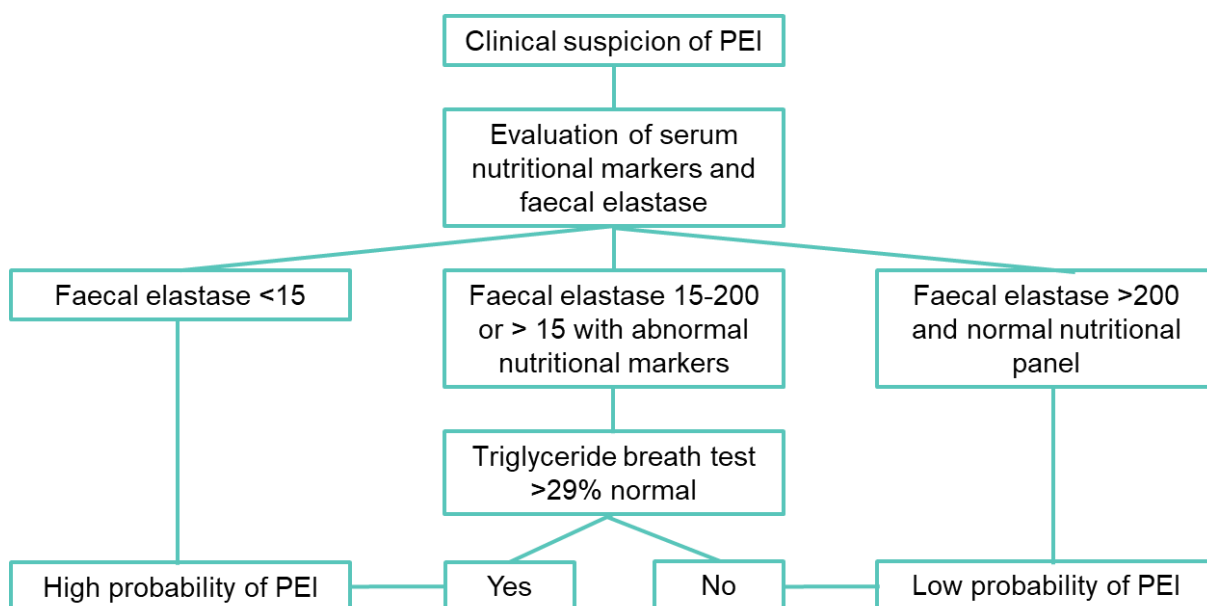 Clinical suspicion of PEI
Evaluation of serum
nutritional markers and
faecal elastase
Faecal elastase <15
Faecal elastase 15-200
or > 15 with abnormal
nutritional markers
Faecal elastase >200
and normal nutritional
panel
Triglyceride breath test
>29% normal
High probability of PEI
Yes
No
Low probability of PEI